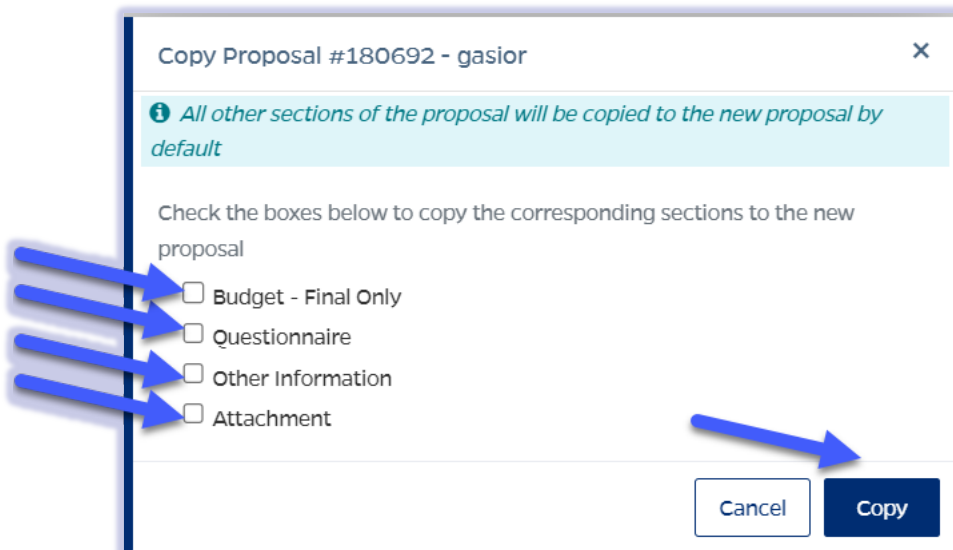 Copy Proposal #180692 - gasior
All other sections of the proposal will be copied to the new proposal by
default
Check the boxes below to copy the corresponding sections to the new
proposal
Budget - Final Only
Questionnaire
Other Information
Attachment
Cancel
Copy